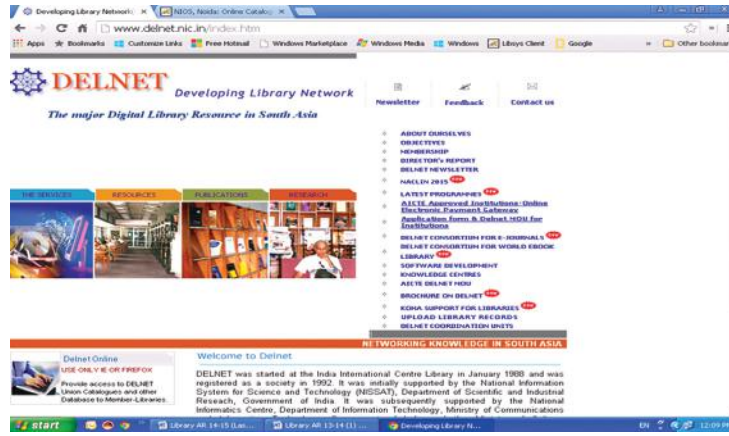 Developing Library Network
NIOS, Noida: Online Catalog
www.delnet.nic.in/index.htm
Apps Bookmarks Customize Links Free Hotmail Windows Marketplace Windows Media Windows Libsys Client Google » Other bookmar
DELNET Developing Library Network
The major Digital Library Resource in South Asia
Newsletter Feedback Contact us
ABOUT OURSELVES
OBJECTIVES
MEMBERSHIP
DIRECTOR's REPORT
DELNET NEWSLETTER
NACLIN 2015
LATEST PROGRAMMES
AICTE Approved Institutions-Online
Electronic Payment Gateway
Application form & Delnet MOU for
Institutions
DELNET CONSORTIUM FOR E-JOURNALS
DELNET CONSORTIUM FOR WORLD EBOOK
LIBRARY
SOFTWARE DEVELOPMENT
KNOWLEDGE CENTRES
AICTE DELNET MOU
BROCHURE ON DELNET
KOHA SUPPORT FOR LIBRARIES
UPLOAD LIBRARY RECORDS
DELNET COORDINATION UNITS
THE SERVICES RESOURCES PUBLICATIONS RESEARCH
NETWORKING KNOWLEDGE IN SOUTH ASIA
Delnet Online
USE ONLY IE OR FIREFOX
Provide access to DELNET
Union Catalogues and other
Database to Member-Libraries.
Welcome to Delnet
DELNET was started at the India International Centre Library in January 1988 and was
registered as a society in 1992. It was initially supported by the National Information
System for Science and Technology (NISSAT), Department of Scientific and Industrial
Research, Government of India. It was subsequently supported by the National
Informatics Centre, Department of Information Technology, Ministry of Communications
start Library AR 14-15 (Las... Library AR 13-14 (1) ... Developing Library N... EN 12:09 PM